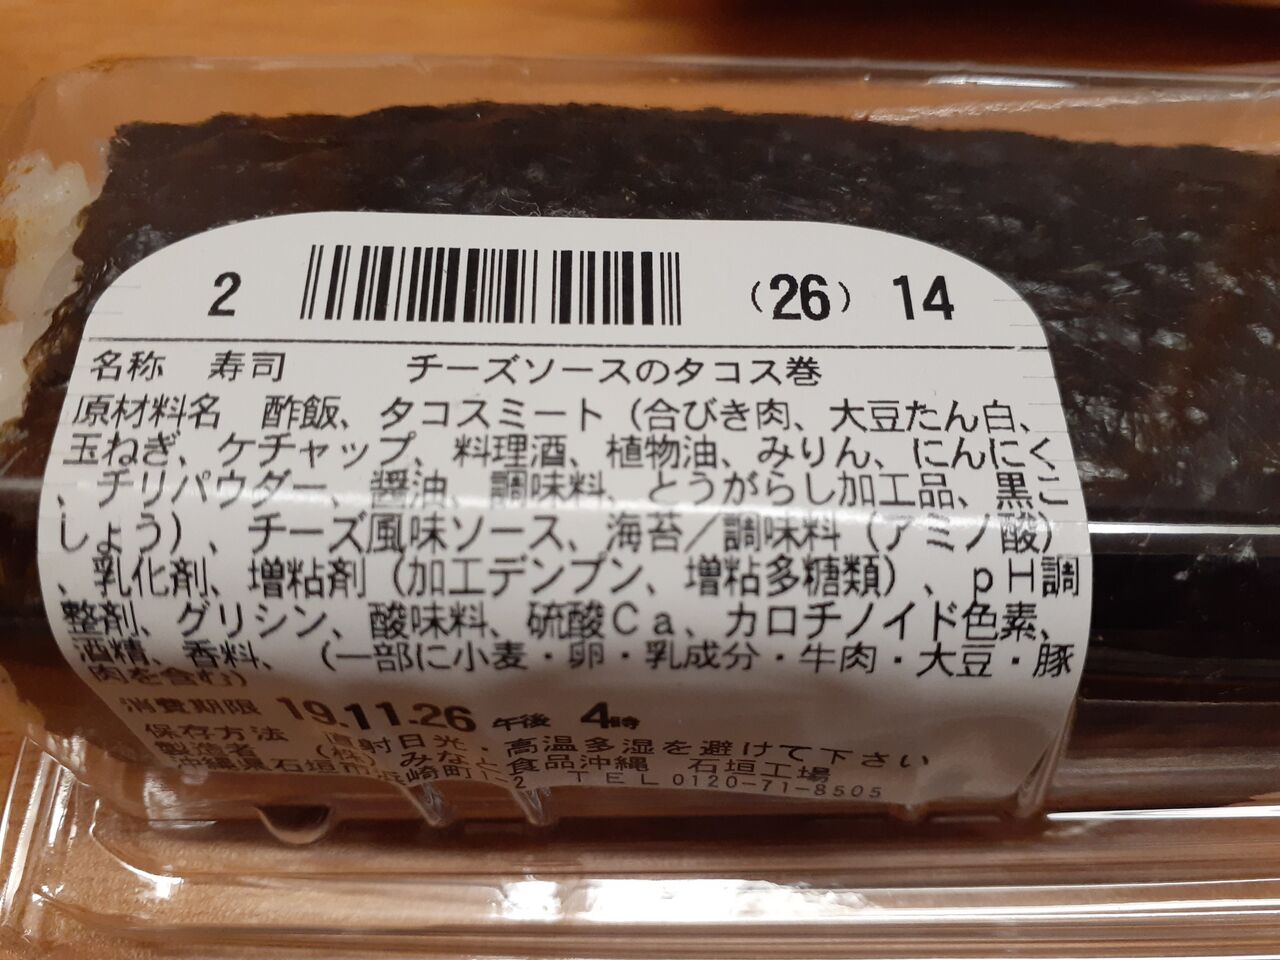 2 (26) 14
名称 寿司 チーズソースのタコス巻
原材料名 酢飯、タコスミート（合びき肉、大豆たん白、
玉ねぎ、ケチャップ、料理酒、植物油、みりん、にんにく
、チリパウダー、醤油、調味料、とうがらし加工品、黒こ
しょう）、チーズ風味ソース、海苔／調味料（アミノ酸）
、乳化剤、増粘剤（加工デンプン、増粘多糖類）、ｐＨ調
整剤、グリシン、酸味料、硫酸Ｃａ、カロチノイド色素、
酒精、香料、（一部に小麦・卵・乳成分・牛肉・大豆・豚
肉を含む）
消費期限 19.11.26 午後 4時
保存方法 直射日光・高温多湿を避けて下さい
製造者 （株）みなと食品沖縄 石垣工場
沖縄県石垣市浜崎町1-2 ＴＥＬ0120-71-8505